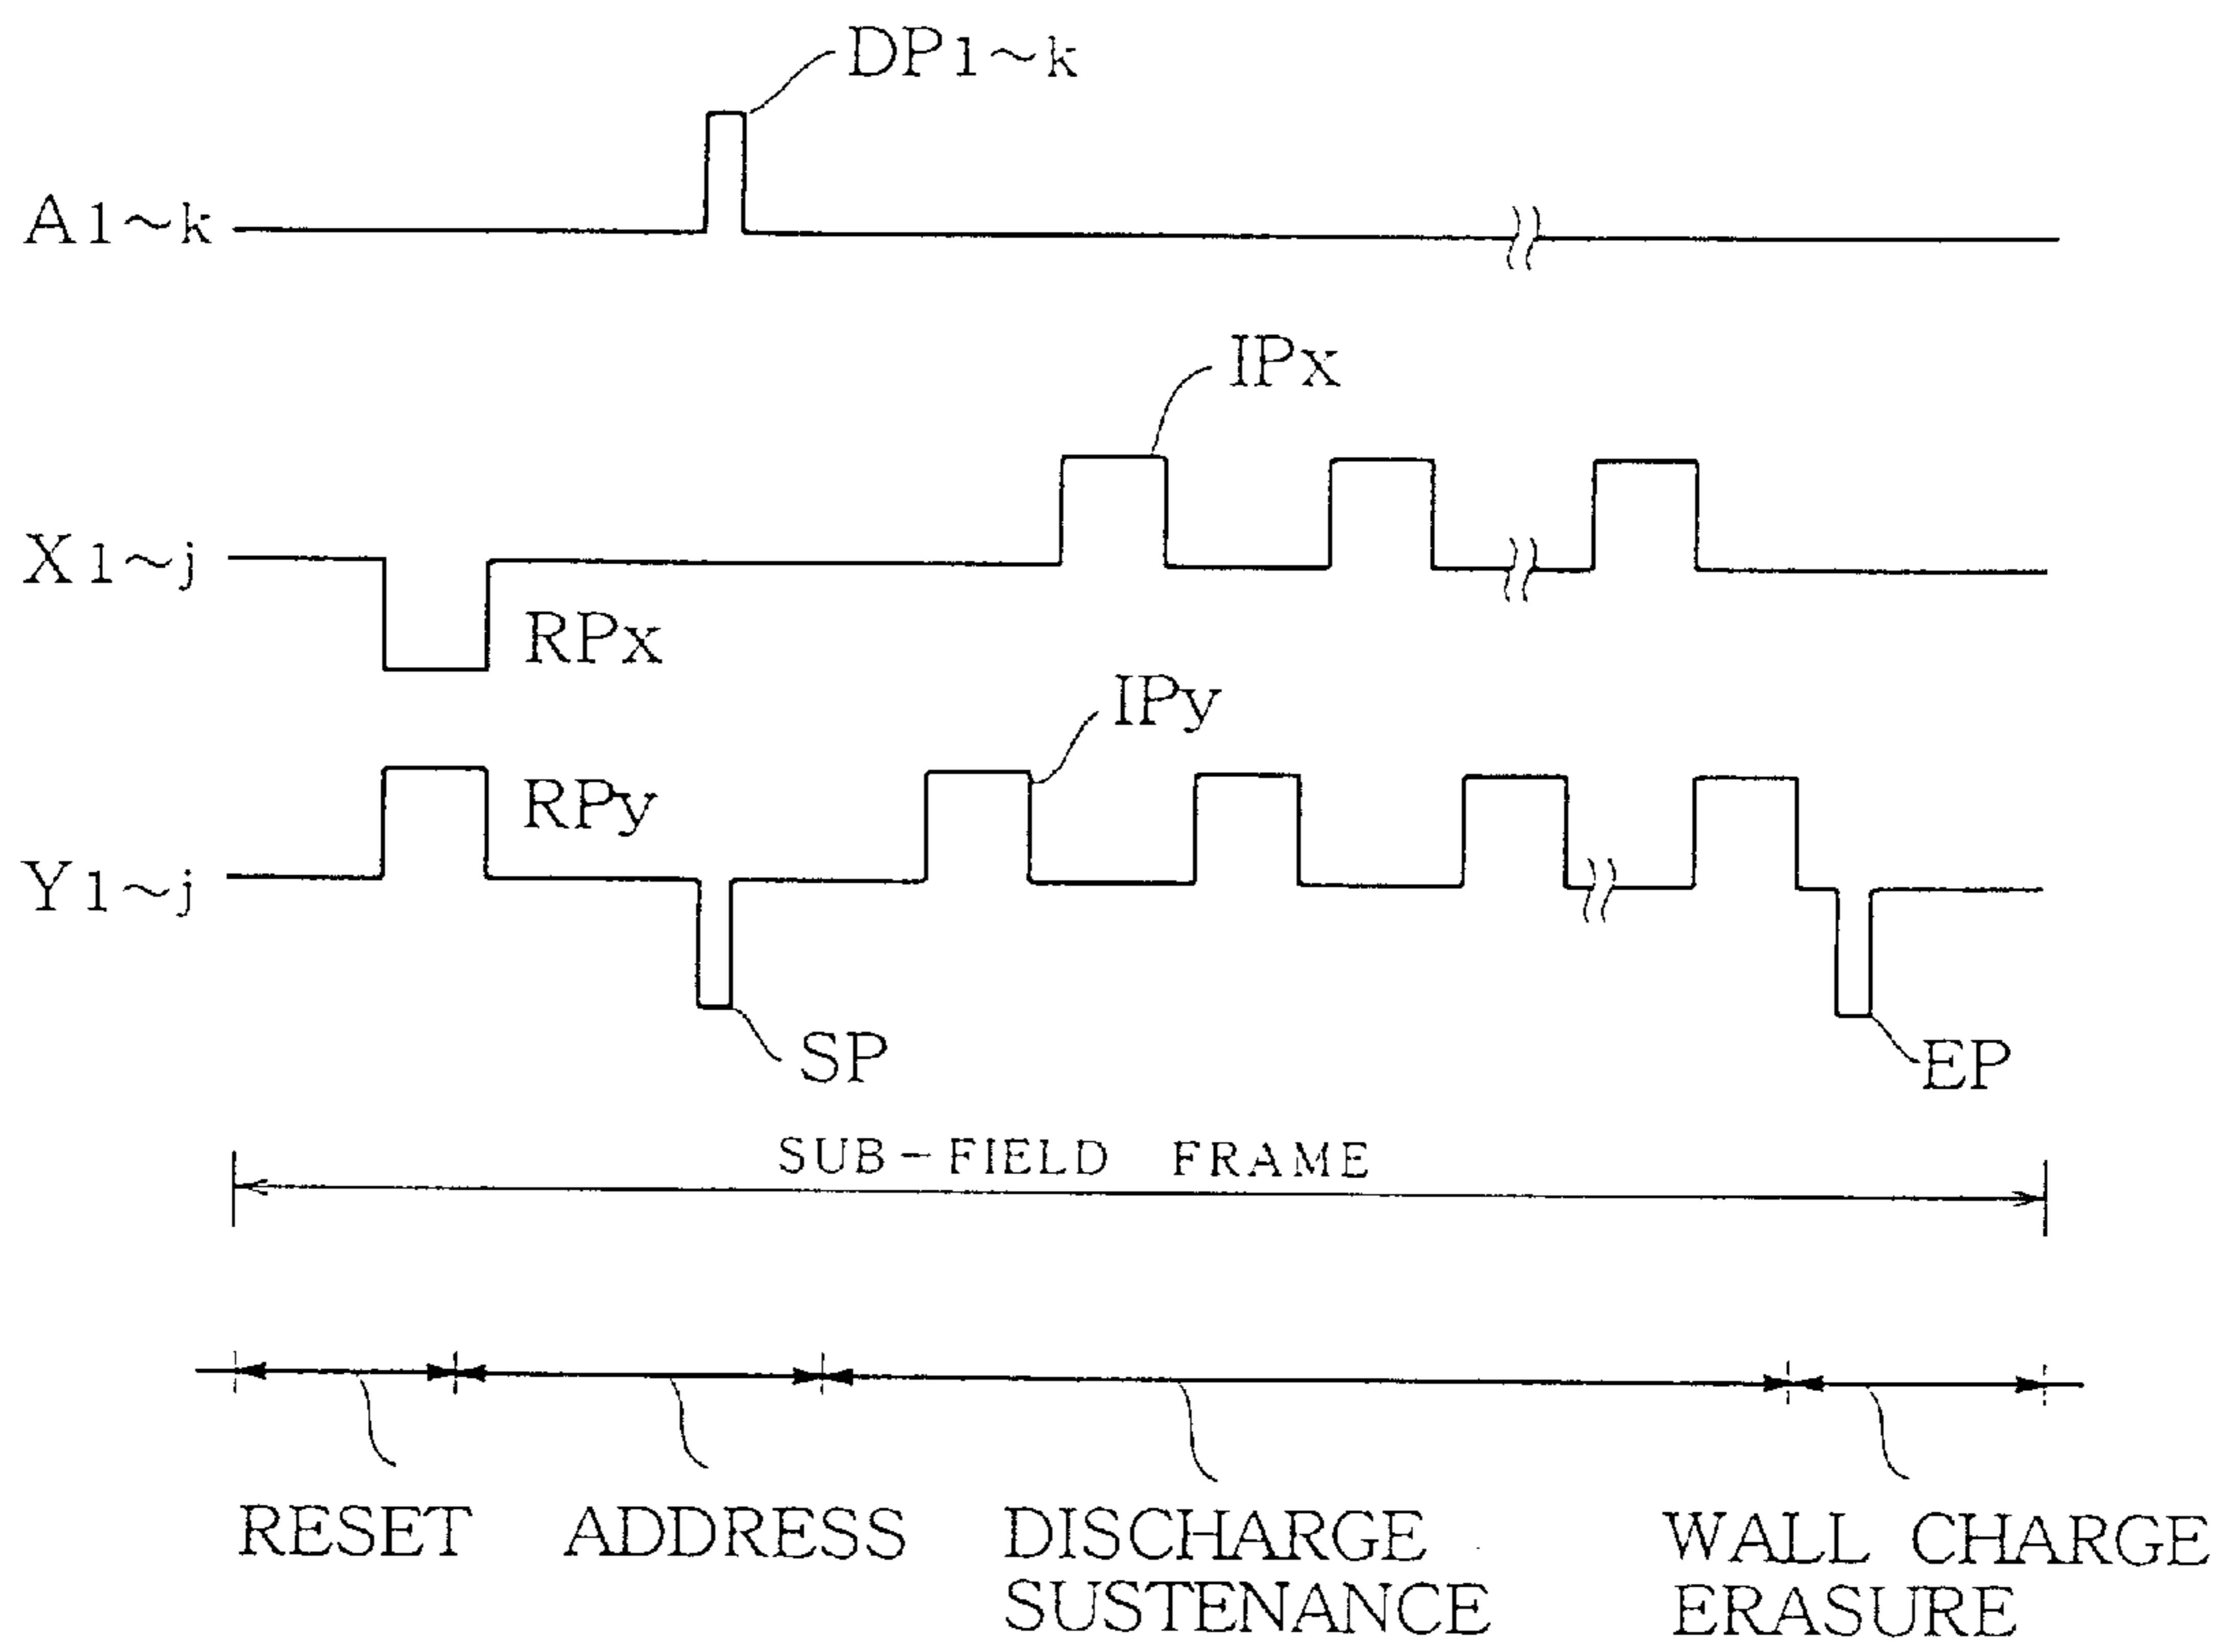 DP1~k
A1~k
IPx
X1~j
RPx
IPy
RPy
Y1~j
SP
EP
SUB-FIELD FRAME
RESET
ADDRESS
DISCHARGE
SUSTENANCE
WALL CHARGE
ERASURE